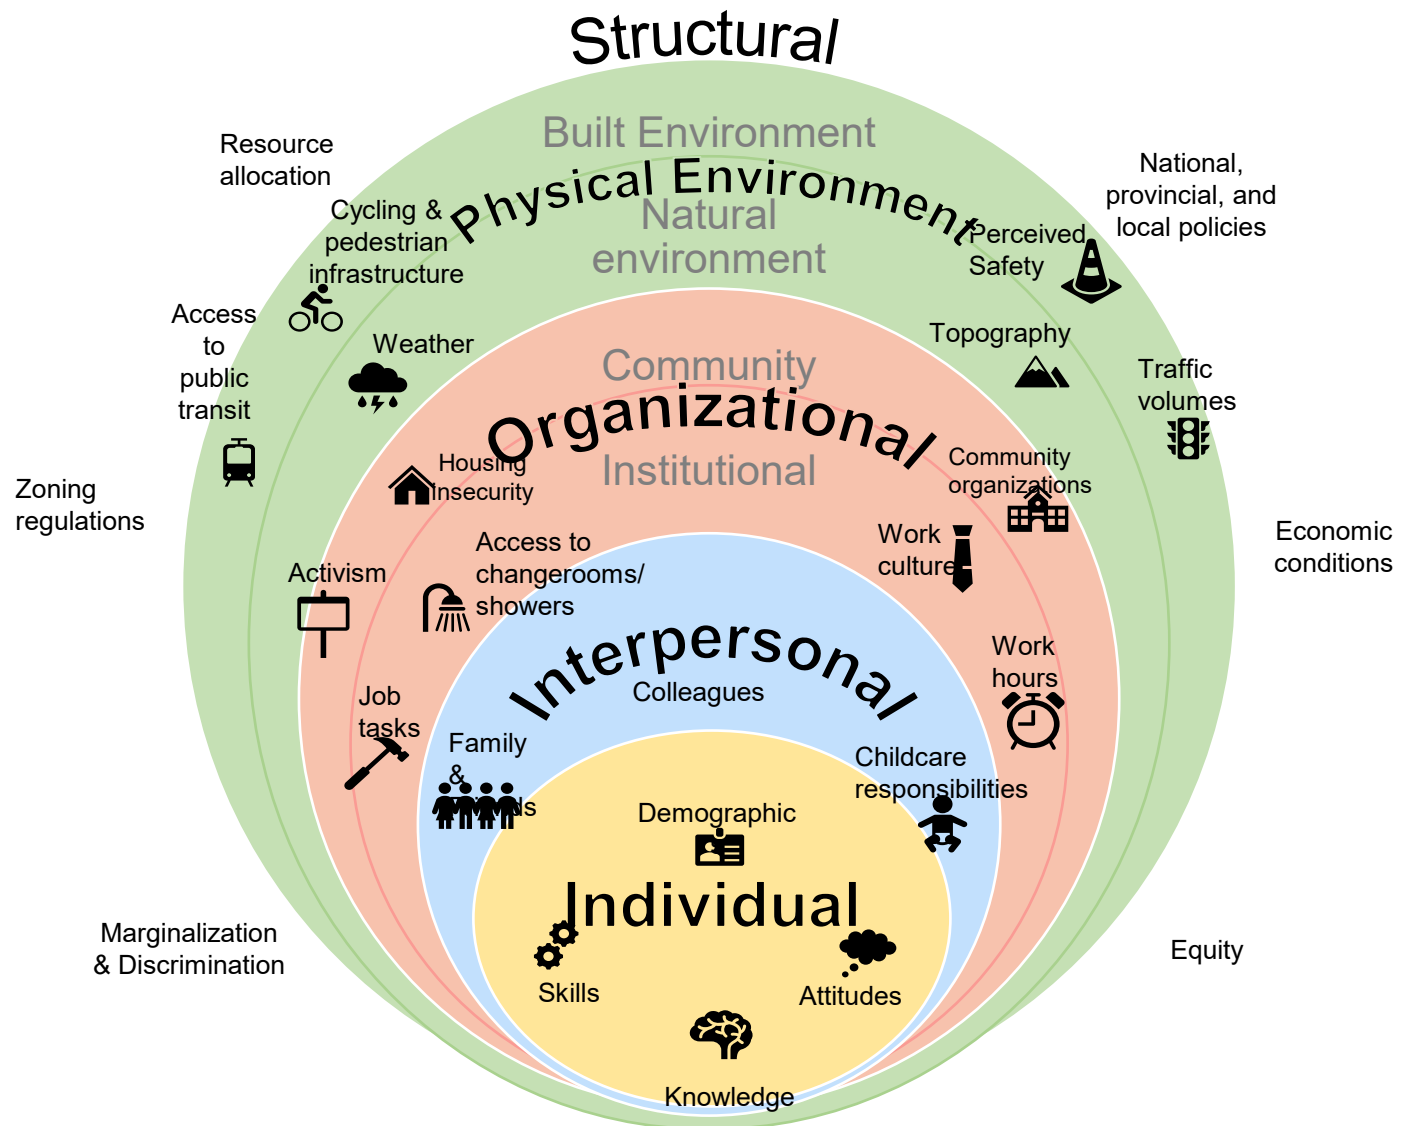 Structural
Built Environment
Physical Environment
Natural
environment
Resource
allocation
Cycling &
pedestrian
infrastructure
National,
provincial, and
local policies
Perceived
Safety
Access
to
public
transit
Weather
Topography
Traffic
volumes
Community
Organizational
Institutional
Housing
insecurity
Community
organizations
Zoning
regulations
Economic
conditions
Access to
changerooms/
showers
Work
culture
Activism
Interpersonal
Colleagues
Work
hours
Job
tasks
Family
&
Childcare
responsibilities
Demographic
Individual
Skills
Attitudes
Knowledge
Marginalization
& Discrimination
Equity